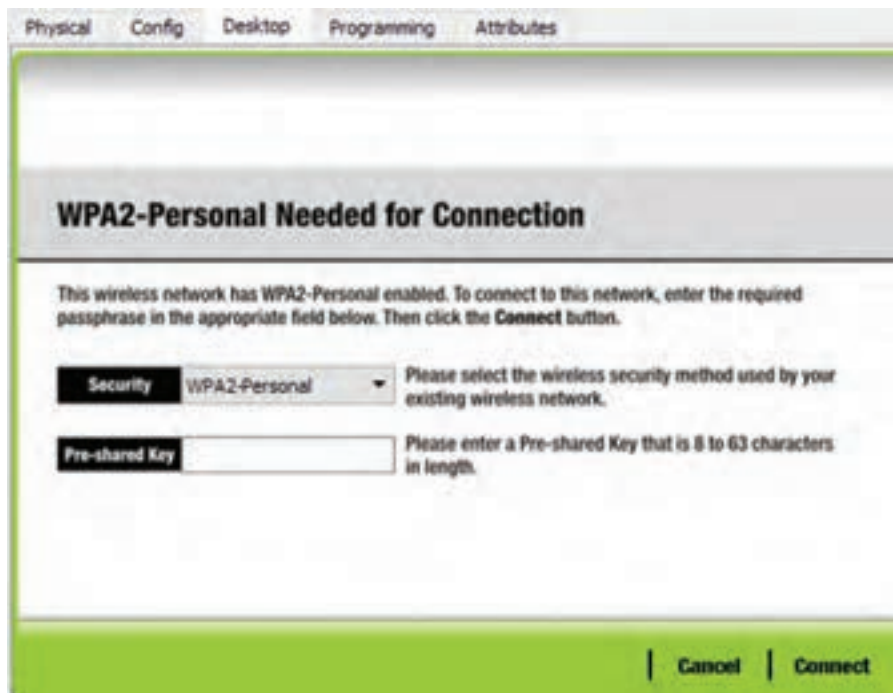 Physical Config Desktop Programming Attributes
WPA2-Personal Needed for Connection
This wireless network has WPA2-Personal enabled. To connect to this network, enter the required
passphrase in the appropriate field below. Then click the Connect button.
Security WPA2-Personal Please select the wireless security method used by your
existing wireless network.
Pre-shared Key Please enter a Pre-shared Key that is 8 to 63 characters
in length.
Cancel Connect